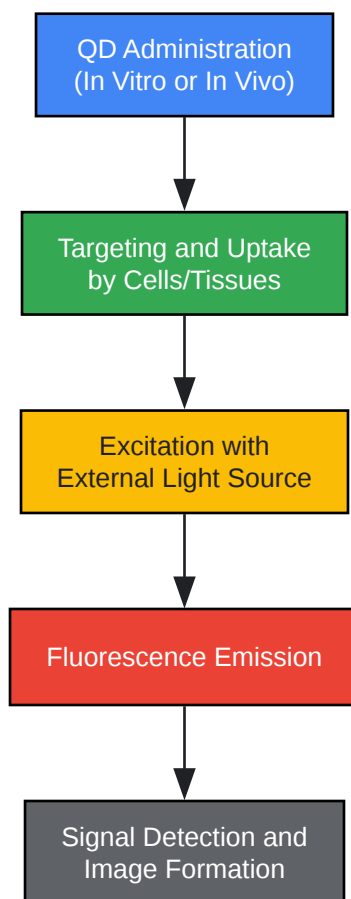 QD Administration
(In Vitro or In Vivo)
Targeting and Uptake
by Cells/Tissues
Excitation with
External Light Source
Fluorescence Emission
Signal Detection and
Image Formation